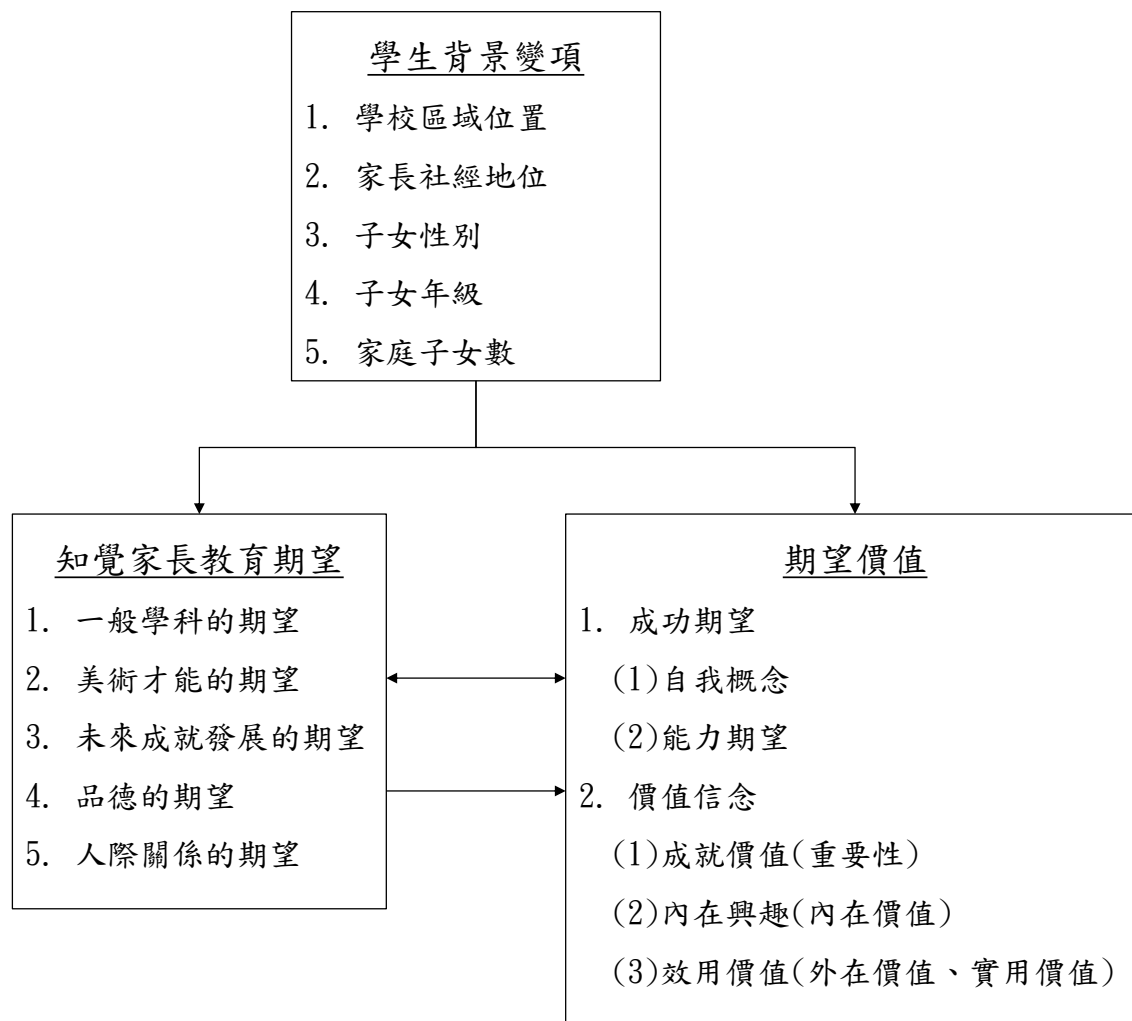 學生背景變項
1. 學校區域位置
2. 家長社經地位
3. 子女性別
4. 子女年級
5. 家庭子女數
知覺家長教育期望
1. 一般學科的期望
2. 美術才能的期望
3. 未來成就發展的期望
4. 品德的期望
5. 人際關係的期望
期望價值
1. 成功期望
(1)自我概念
(2)能力期望
2. 價值信念
(1)成就價值(重要性)
(2)內在興趣(內在價值)
(3)效用價值(外在價值、實用價值)